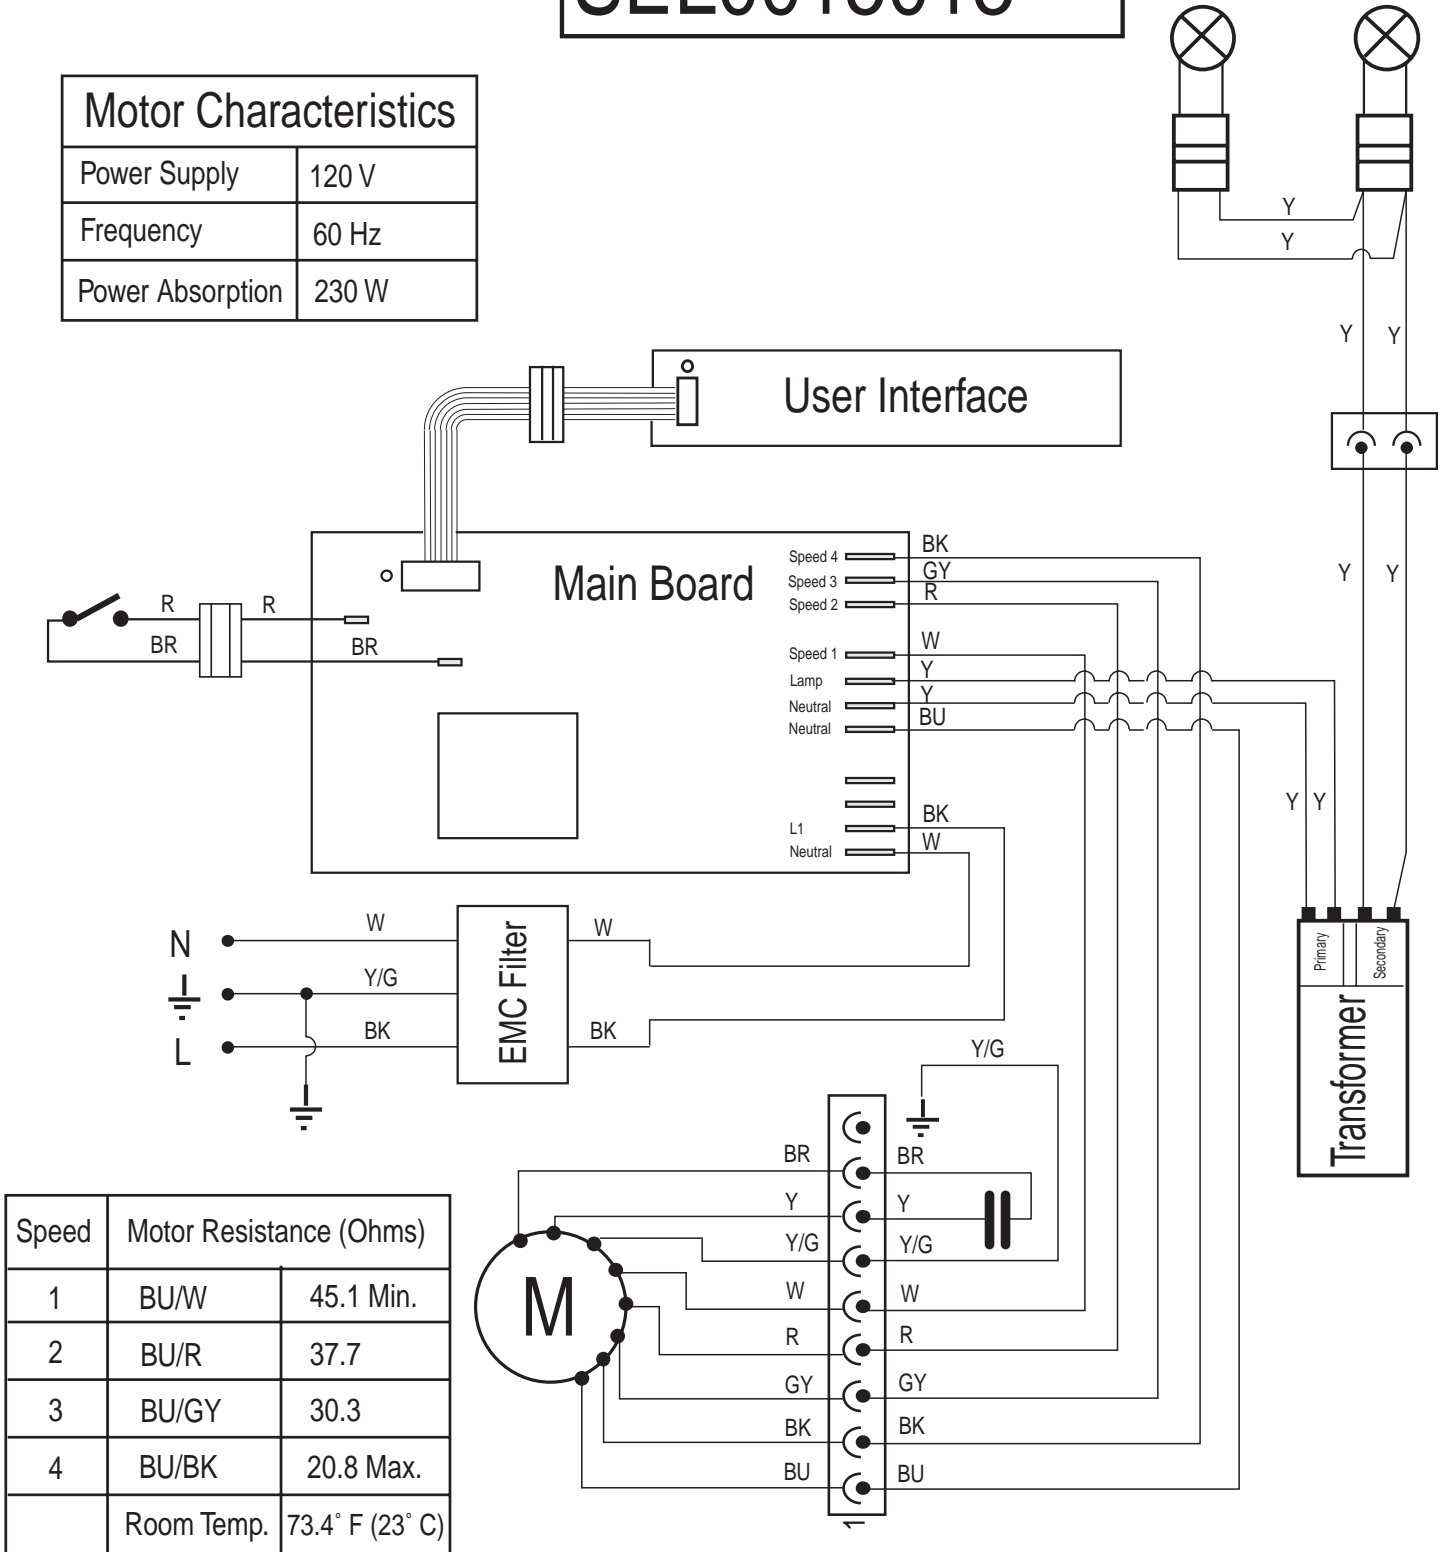 Motor Characteristics
Power Supply 120 V
Frequency 60 Hz
Power Absorption 230 W
Y
Y
Y Y
User Interface
Y Y
Main Board
Speed 4 BK
Speed 3 GY
Speed 2 R
R R
BR BR
Speed 1 W
Lamp Y
Neutral Y
Neutral BU
Y Y
L1 BK
Neutral W
N W W
Y/G
L BK BK
EMC Filter
Primary
Secondary
Transformer
Y/G
BR BR
Y Y
Y/G Y/G
W W
R R
GY GY
BK BK
BU BU
1
M
Speed Motor Resistance (Ohms)
1 BU/W 45.1 Min.
2 BU/R 37.7
3 BU/GY 30.3
4 BU/BK 20.8 Max.
Room Temp. 73.4˚ F (23˚ C)